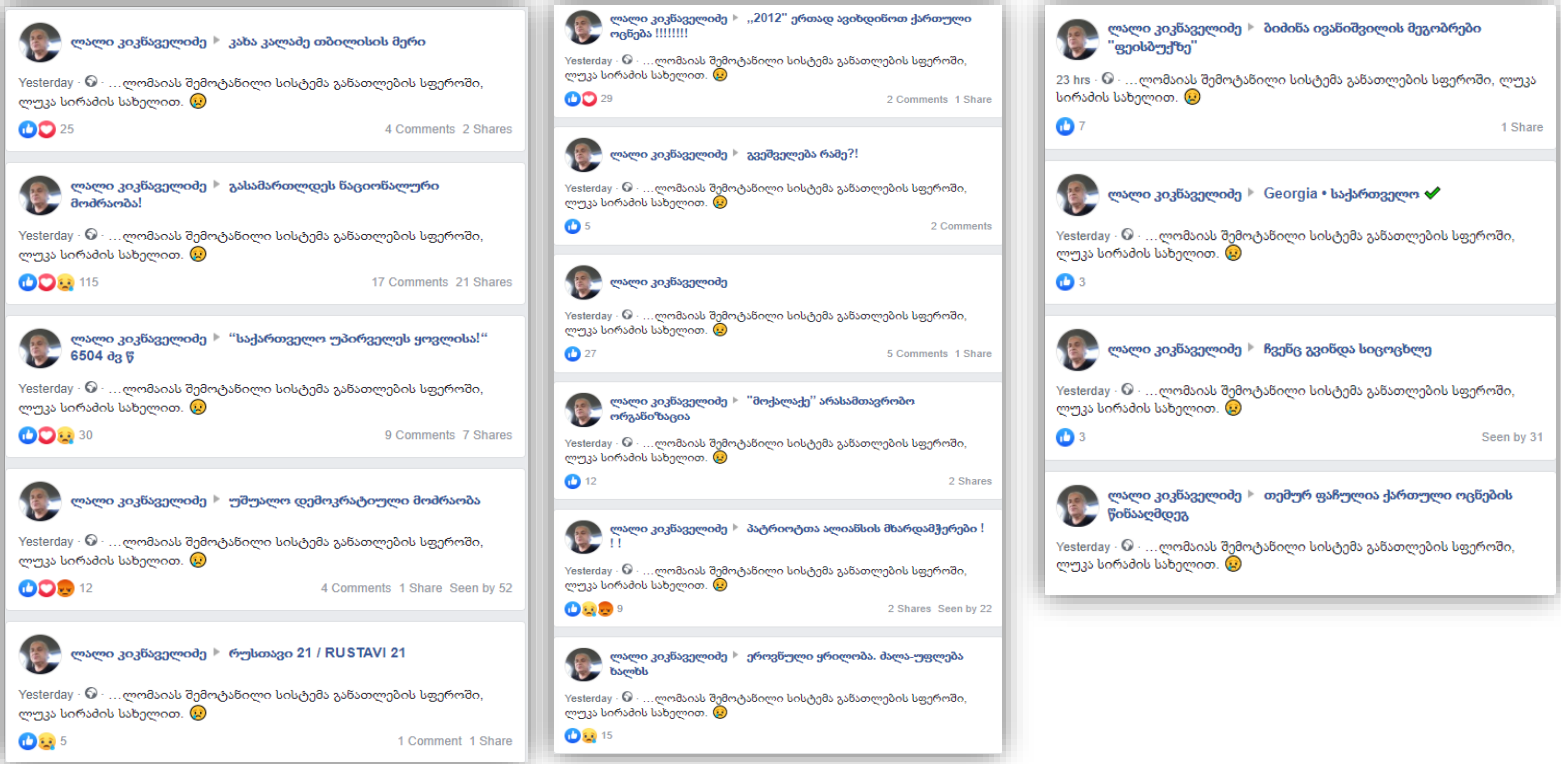 ლალი კიკნაველიძე ▶ კახა კალაძე თბილისის მერი
Yesterday · …ლომაიას შემოტანილი სისტემა განათლების სფეროში,
ლუკა სირაძის სახელით. 😢
25 4 Comments 2 Shares
ლალი კიკნაველიძე ▶ გასამართლდეს ნაციონალური
მოძრაობა!
Yesterday · …ლომაიას შემოტანილი სისტემა განათლების სფეროში,
ლუკა სირაძის სახელით. 😢
115 17 Comments 21 Shares
ლალი კიკნაველიძე ▶ “საქართველო უპირველეს ყოვლისა!“
6504 ძვ წ
Yesterday · …ლომაიას შემოტანილი სისტემა განათლების სფეროში,
ლუკა სირაძის სახელით. 😢
30 9 Comments 7 Shares
ლალი კიკნაველიძე ▶ უშუალო დემოკრატიული მოძრაობა
Yesterday · …ლომაიას შემოტანილი სისტემა განათლების სფეროში,
ლუკა სირაძის სახელით. 😢
12 4 Comments 1 Share Seen by 52
ლალი კიკნაველიძე ▶ რუსთავი 21 / RUSTAVI 21
Yesterday · …ლომაიას შემოტანილი სისტემა განათლების სფეროში,
ლუკა სირაძის სახელით. 😢
5 1 Comment 1 Share
ლალი კიკნაველიძე ▶ ,,2012" ერთად ავიხდინოთ ქართული
ოცნება !!!!!!!!
Yesterday · …ლომაიას შემოტანილი სისტემა განათლების სფეროში,
ლუკა სირაძის სახელით. 😢
29 2 Comments 1 Share
ლალი კიკნაველიძე ▶ გვეშველება რამე?!
Yesterday · …ლომაიას შემოტანილი სისტემა განათლების სფეროში,
ლუკა სირაძის სახელით. 😢
5 2 Comments
ლალი კიკნაველიძე
Yesterday · …ლომაიას შემოტანილი სისტემა განათლების სფეროში,
ლუკა სირაძის სახელით. 😢
27 5 Comments 1 Share
ლალი კიკნაველიძე ▶ "მოქალაქე" არასამთავრობო
ორგანიზაცია
Yesterday · …ლომაიას შემოტანილი სისტემა განათლების სფეროში,
ლუკა სირაძის სახელით. 😢
12 2 Shares
ლალი კიკნაველიძე ▶ პატრიოტთა ალიანსის მხარდამჭერები !
! !
Yesterday · …ლომაიას შემოტანილი სისტემა განათლების სფეროში,
ლუკა სირაძის სახელით. 😢
9 2 Shares Seen by 22
ლალი კიკნაველიძე ▶ ეროვნული ყრილობა. ძალა-უფლება
ხალხს
Yesterday · …ლომაიას შემოტანილი სისტემა განათლების სფეროში,
ლუკა სირაძის სახელით. 😢
15
ლალი კიკნაველიძე ▶ ბიძინა ივანიშვილის მეგობრები
"ფეისბუქზე"
23 hrs · …ლომაიას შემოტანილი სისტემა განათლების სფეროში, ლუკა
სირაძის სახელით. 😢
7 1 Share
ლალი კიკნაველიძე ▶ Georgia • საქართველო ✔
Yesterday · …ლომაიას შემოტანილი სისტემა განათლების სფეროში,
ლუკა სირაძის სახელით. 😢
3
ლალი კიკნაველიძე ▶ ჩვენც გვინდა სიცოცხლე
Yesterday · …ლომაიას შემოტანილი სისტემა განათლების სფეროში,
ლუკა სირაძის სახელით. 😢
3 Seen by 31
ლალი კიკნაველიძე ▶ თემურ ფაჩულია ქართული ოცნების
წინააღმდეგ
Yesterday · …ლომაიას შემოტანილი სისტემა განათლების სფეროში,
ლუკა სირაძის სახელით. 😢